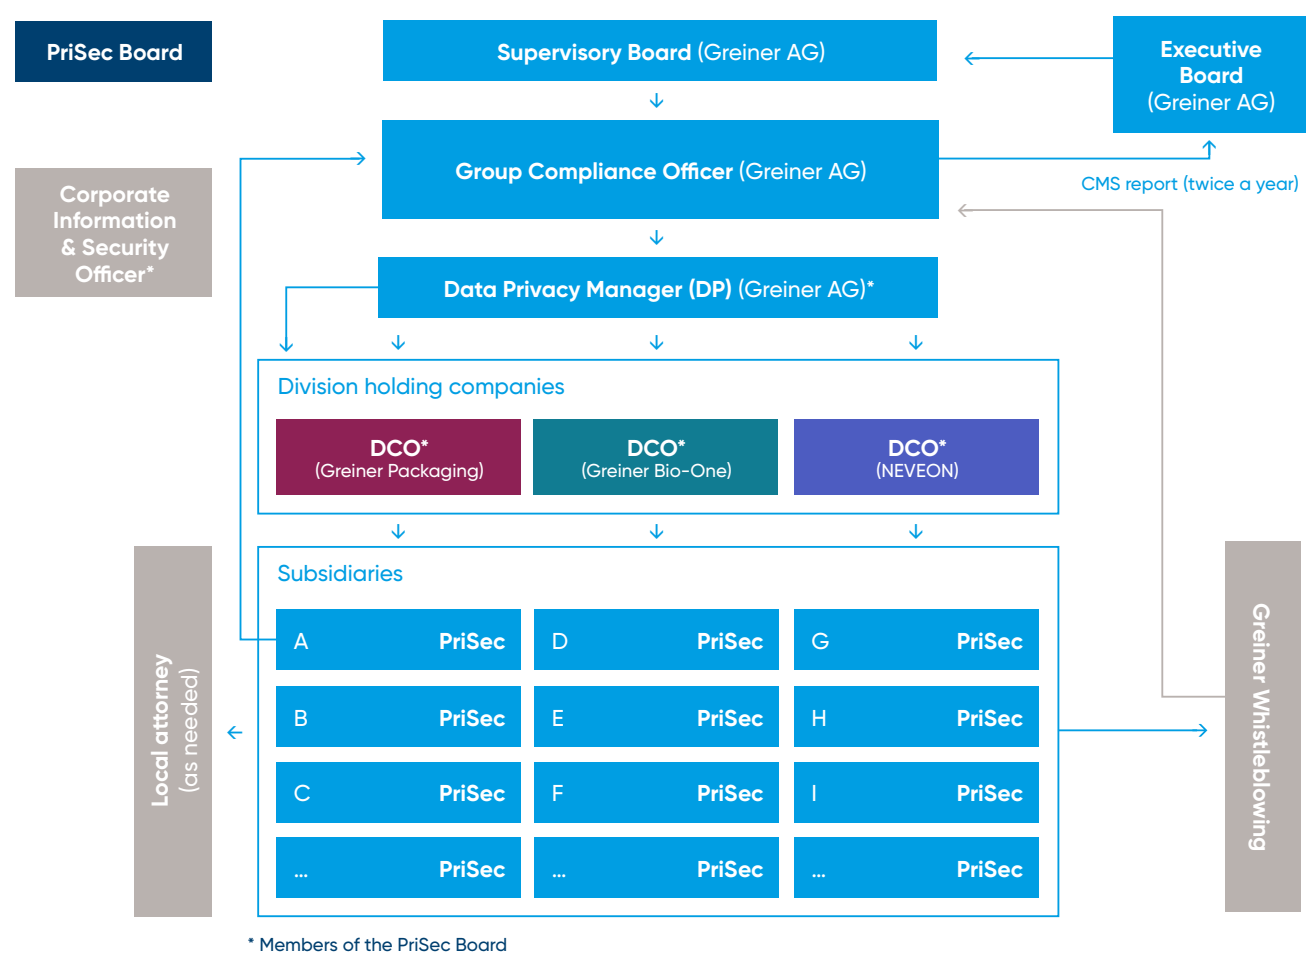 PriSec Board
Supervisory Board (Greiner AG)
Executive
Board
(Greiner AG)
Group Compliance Officer (Greiner AG)
CMS report (twice a year)
Corporate
Information
& Security
Officer*
Data Privacy Manager (DP) (Greiner AG)*
Division holding companies
DCO*
(Greiner Packaging)
DCO*
(Greiner Bio-One)
DCO*
(NEVEON)
Subsidiaries
A PriSec
D PriSec
G PriSec
B PriSec
E PriSec
H PriSec
C PriSec
F PriSec
I PriSec
... PriSec
... PriSec
... PriSec
Local attorney
(as needed)
Greiner Whistleblowing
* Members of the PriSec Board